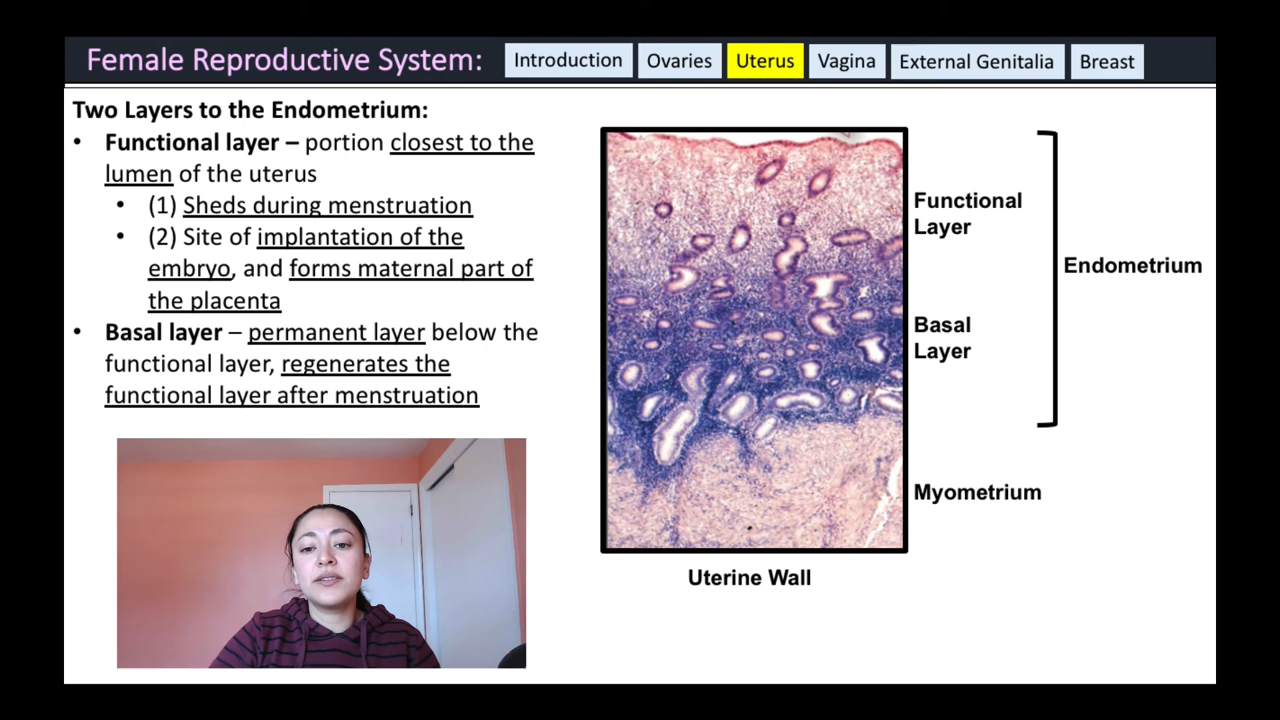 Female Reproductive System: Introduction Ovaries Uterus Vagina External Genitalia Breast
Two Layers to the Endometrium:
• Functional layer – portion closest to the
lumen of the uterus
• (1) Sheds during menstruation
• (2) Site of implantation of the
embryo, and forms maternal part of
the placenta
• Basal layer – permanent layer below the
functional layer, regenerates the
functional layer after menstruation
Functional
Layer
Endometrium
Basal
Layer
Myometrium
Uterine Wall